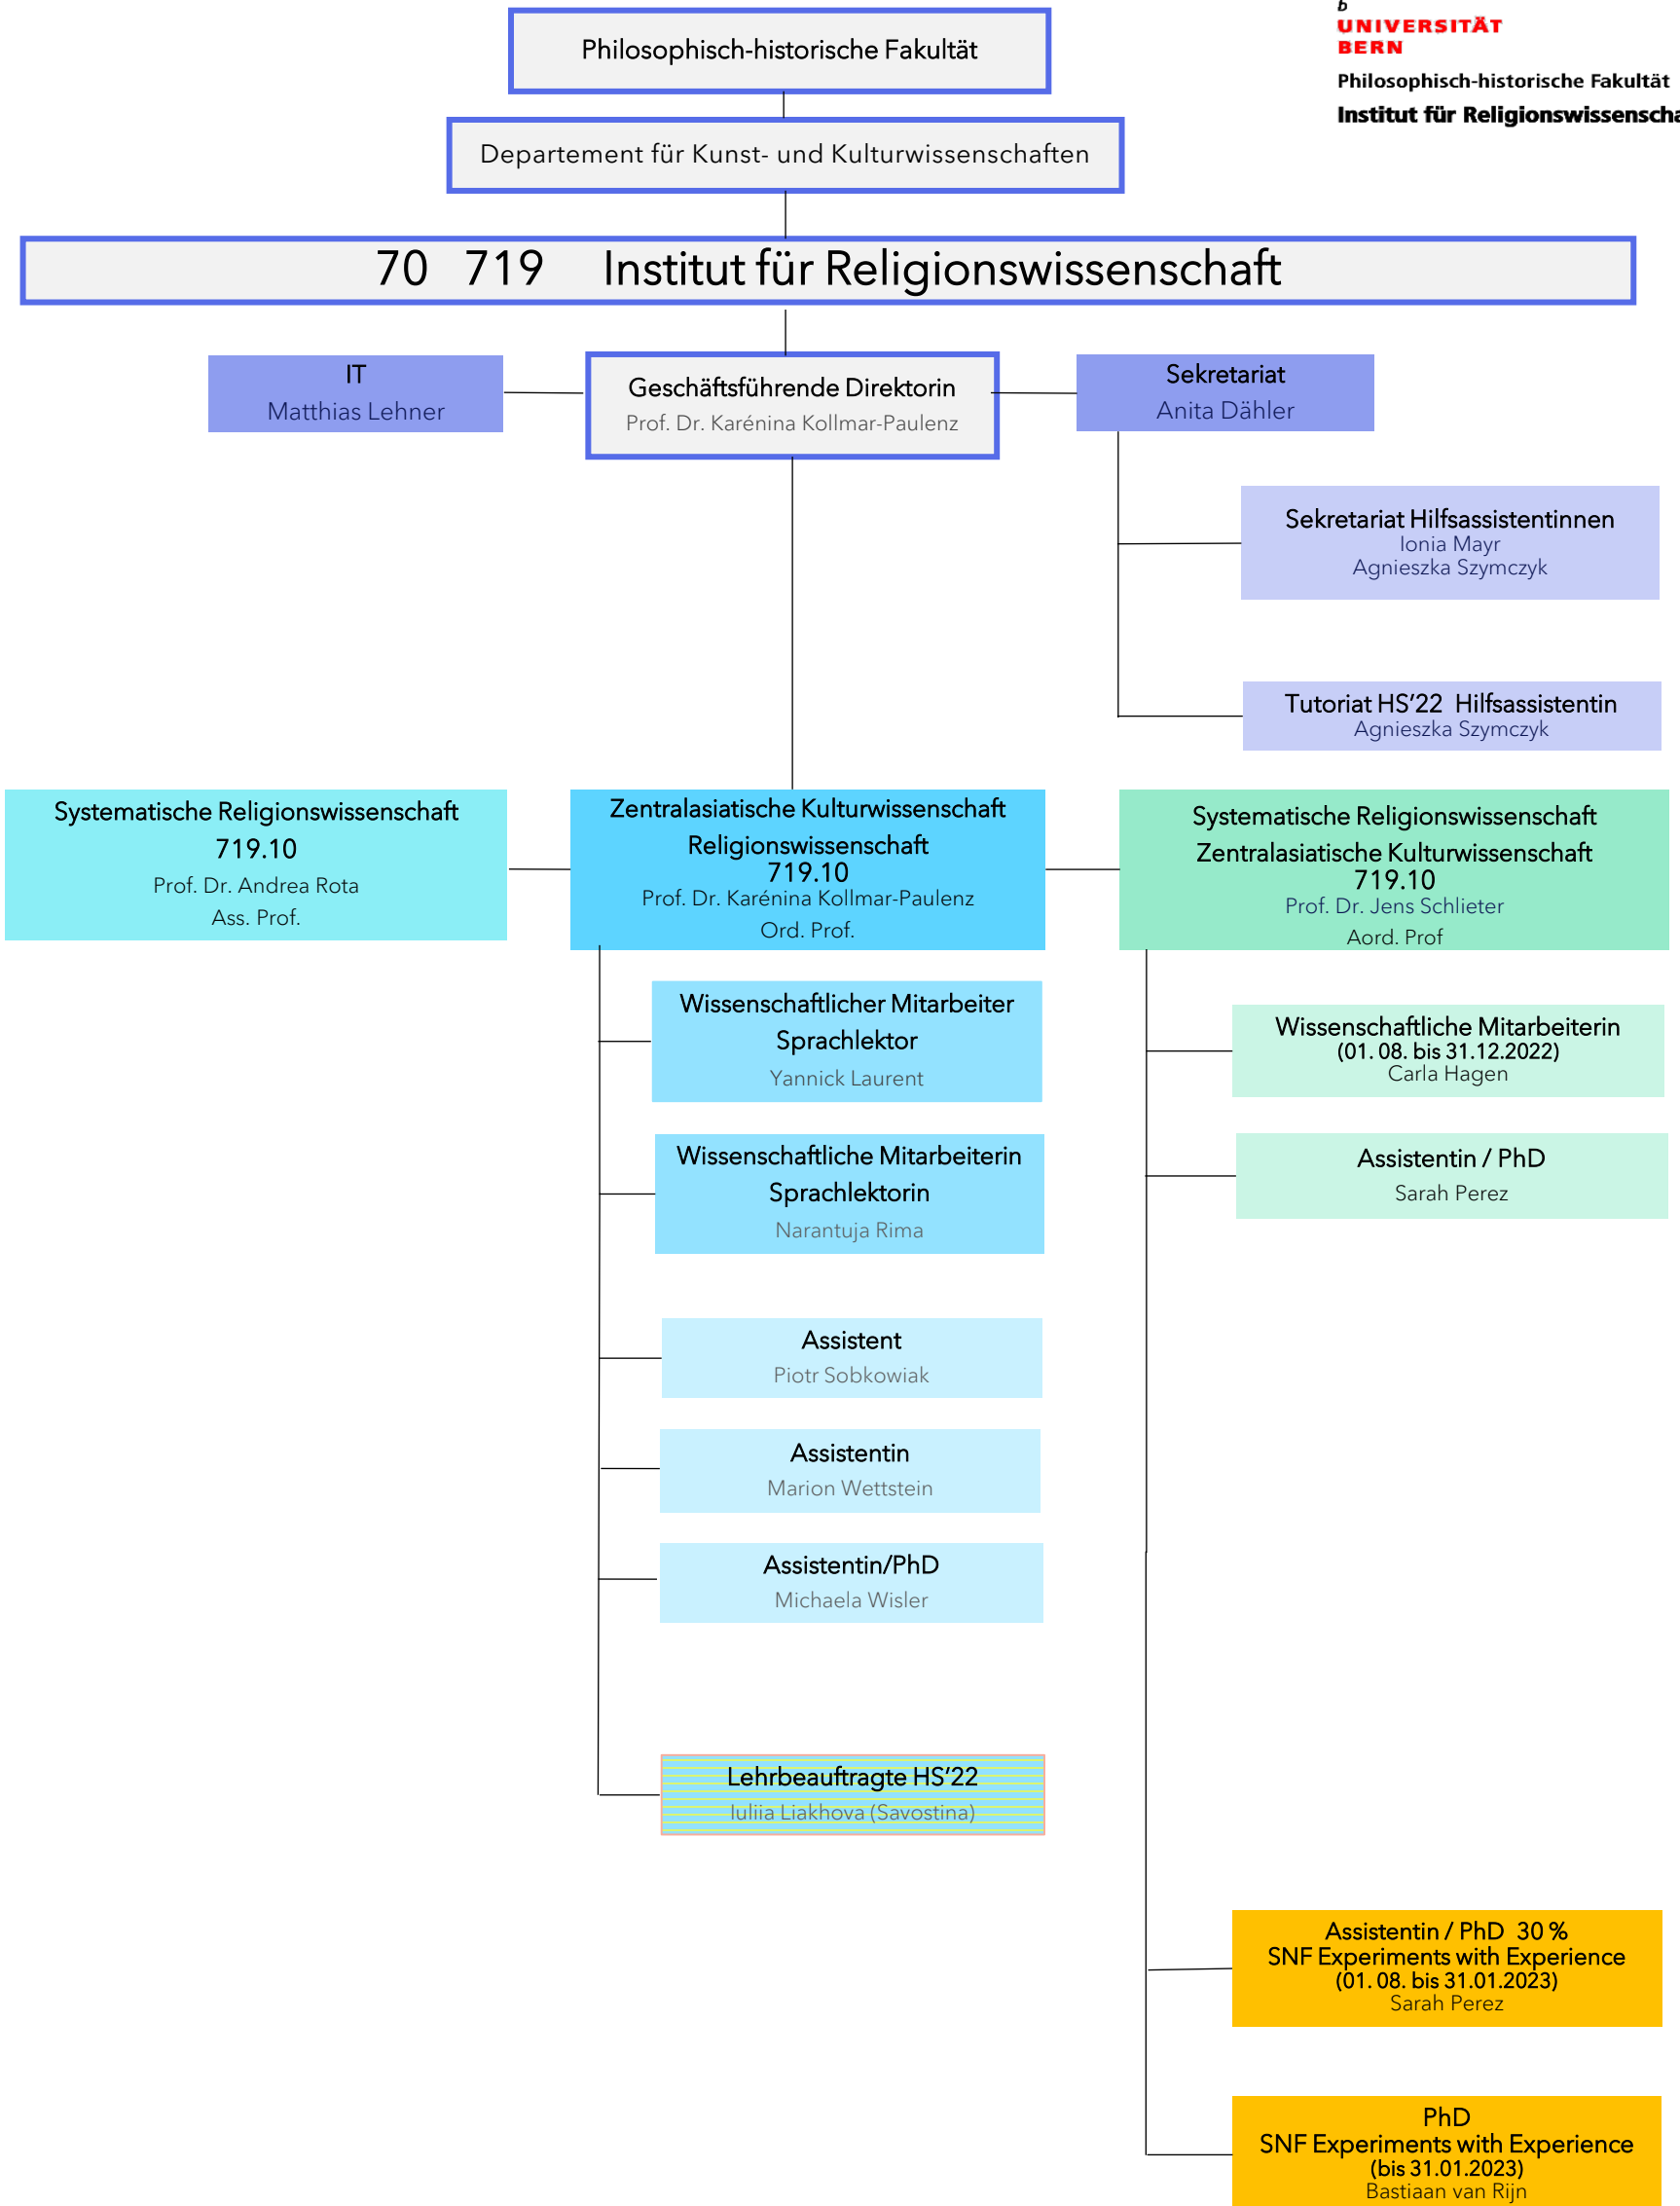 b
UNIVERSITÄT
BERN
Philosophisch-historische Fakultät
Philosophisch-historische Fakultät
Institut für Religionswissenscha
Departement für Kunst- und Kulturwissenschaften
70 719 Institut für Religionswissenschaft
IT
Matthias Lehner
Geschäftsführende Direktorin
Prof. Dr. Karénina Kollmar-Paulenz
Sekretariat
Anita Dähler
Sekretariat Hilfsassistentinnen
Ionia Mayr
Agnieszka Szymczyk
Tutoriat HS'22 Hilfsassistentin
Agnieszka Szymczyk
Systematische Religionswissenschaft
719.10
Prof. Dr. Andrea Rota
Ass. Prof.
Zentralasiatische Kulturwissenschaft
Religionswissenschaft
719.10
Prof. Dr. Karénina Kollmar-Paulenz
Ord. Prof.
Systematische Religionswissenschaft
Zentralasiatische Kulturwissenschaft
719.10
Prof. Dr. Jens Schlieter
Aord. Prof
Wissenschaftlicher Mitarbeiter
Sprachlektor
Yannick Laurent
Wissenschaftliche Mitarbeiterin
Sprachlektorin
Narantuja Rima
Assistent
Piotr Sobkowiak
Assistentin
Marion Wettstein
Assistentin/PhD
Michaela Wisler
Lehrbeauftragte HS'22
Iuliia Liakhova (Savostina)
Wissenschaftliche Mitarbeiterin
(01. 08. bis 31.12.2022)
Carla Hagen
Assistentin / PhD
Sarah Perez
Assistentin / PhD 30 %
SNF Experiments with Experience
(01. 08. bis 31.01.2023)
Sarah Perez
PhD
SNF Experiments with Experience
(bis 31.01.2023)
Bastiaan van Rijn